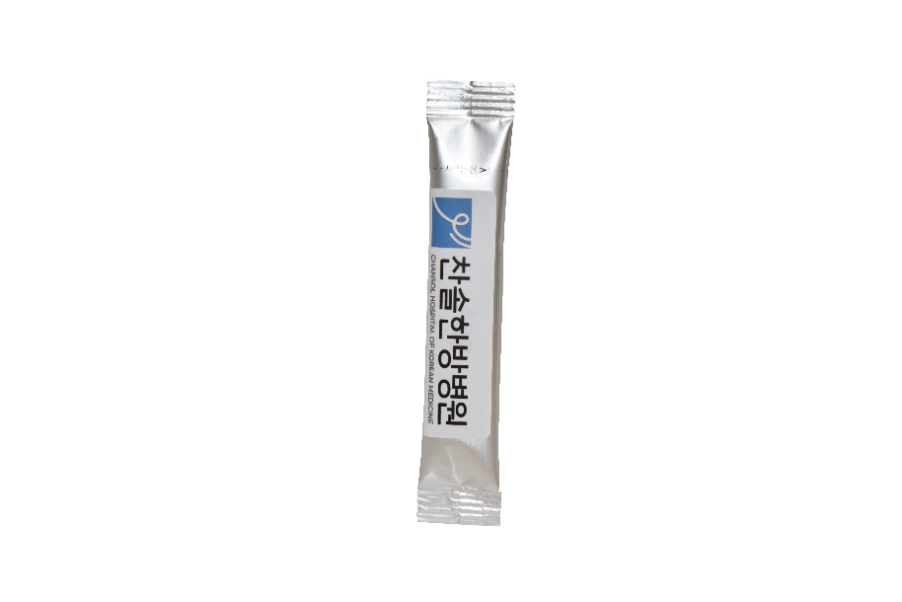 찬솔한방병원
CHANSOL HOSPITAL OF KOREAN MEDICINE